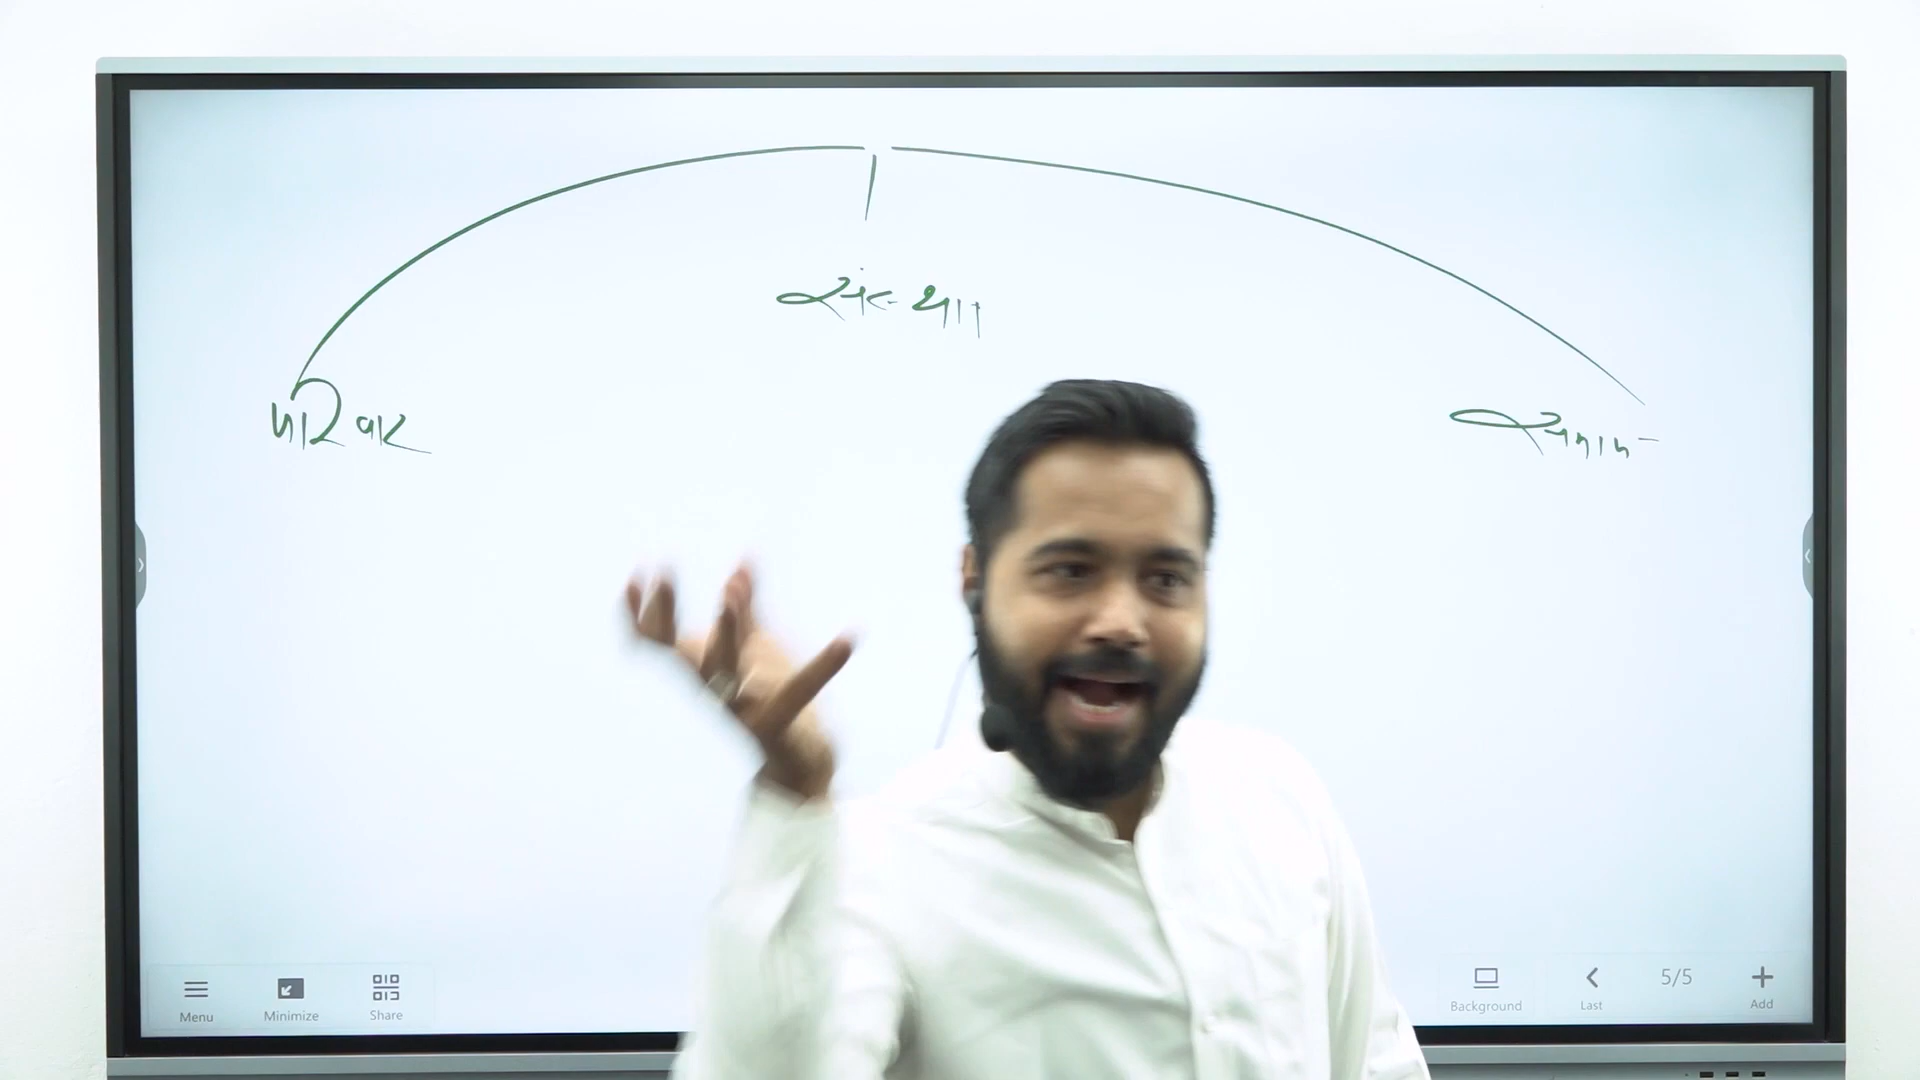 संस्था
परिवार
समाज
Menu
Minimize
Share
Background
Last
5/5
Add